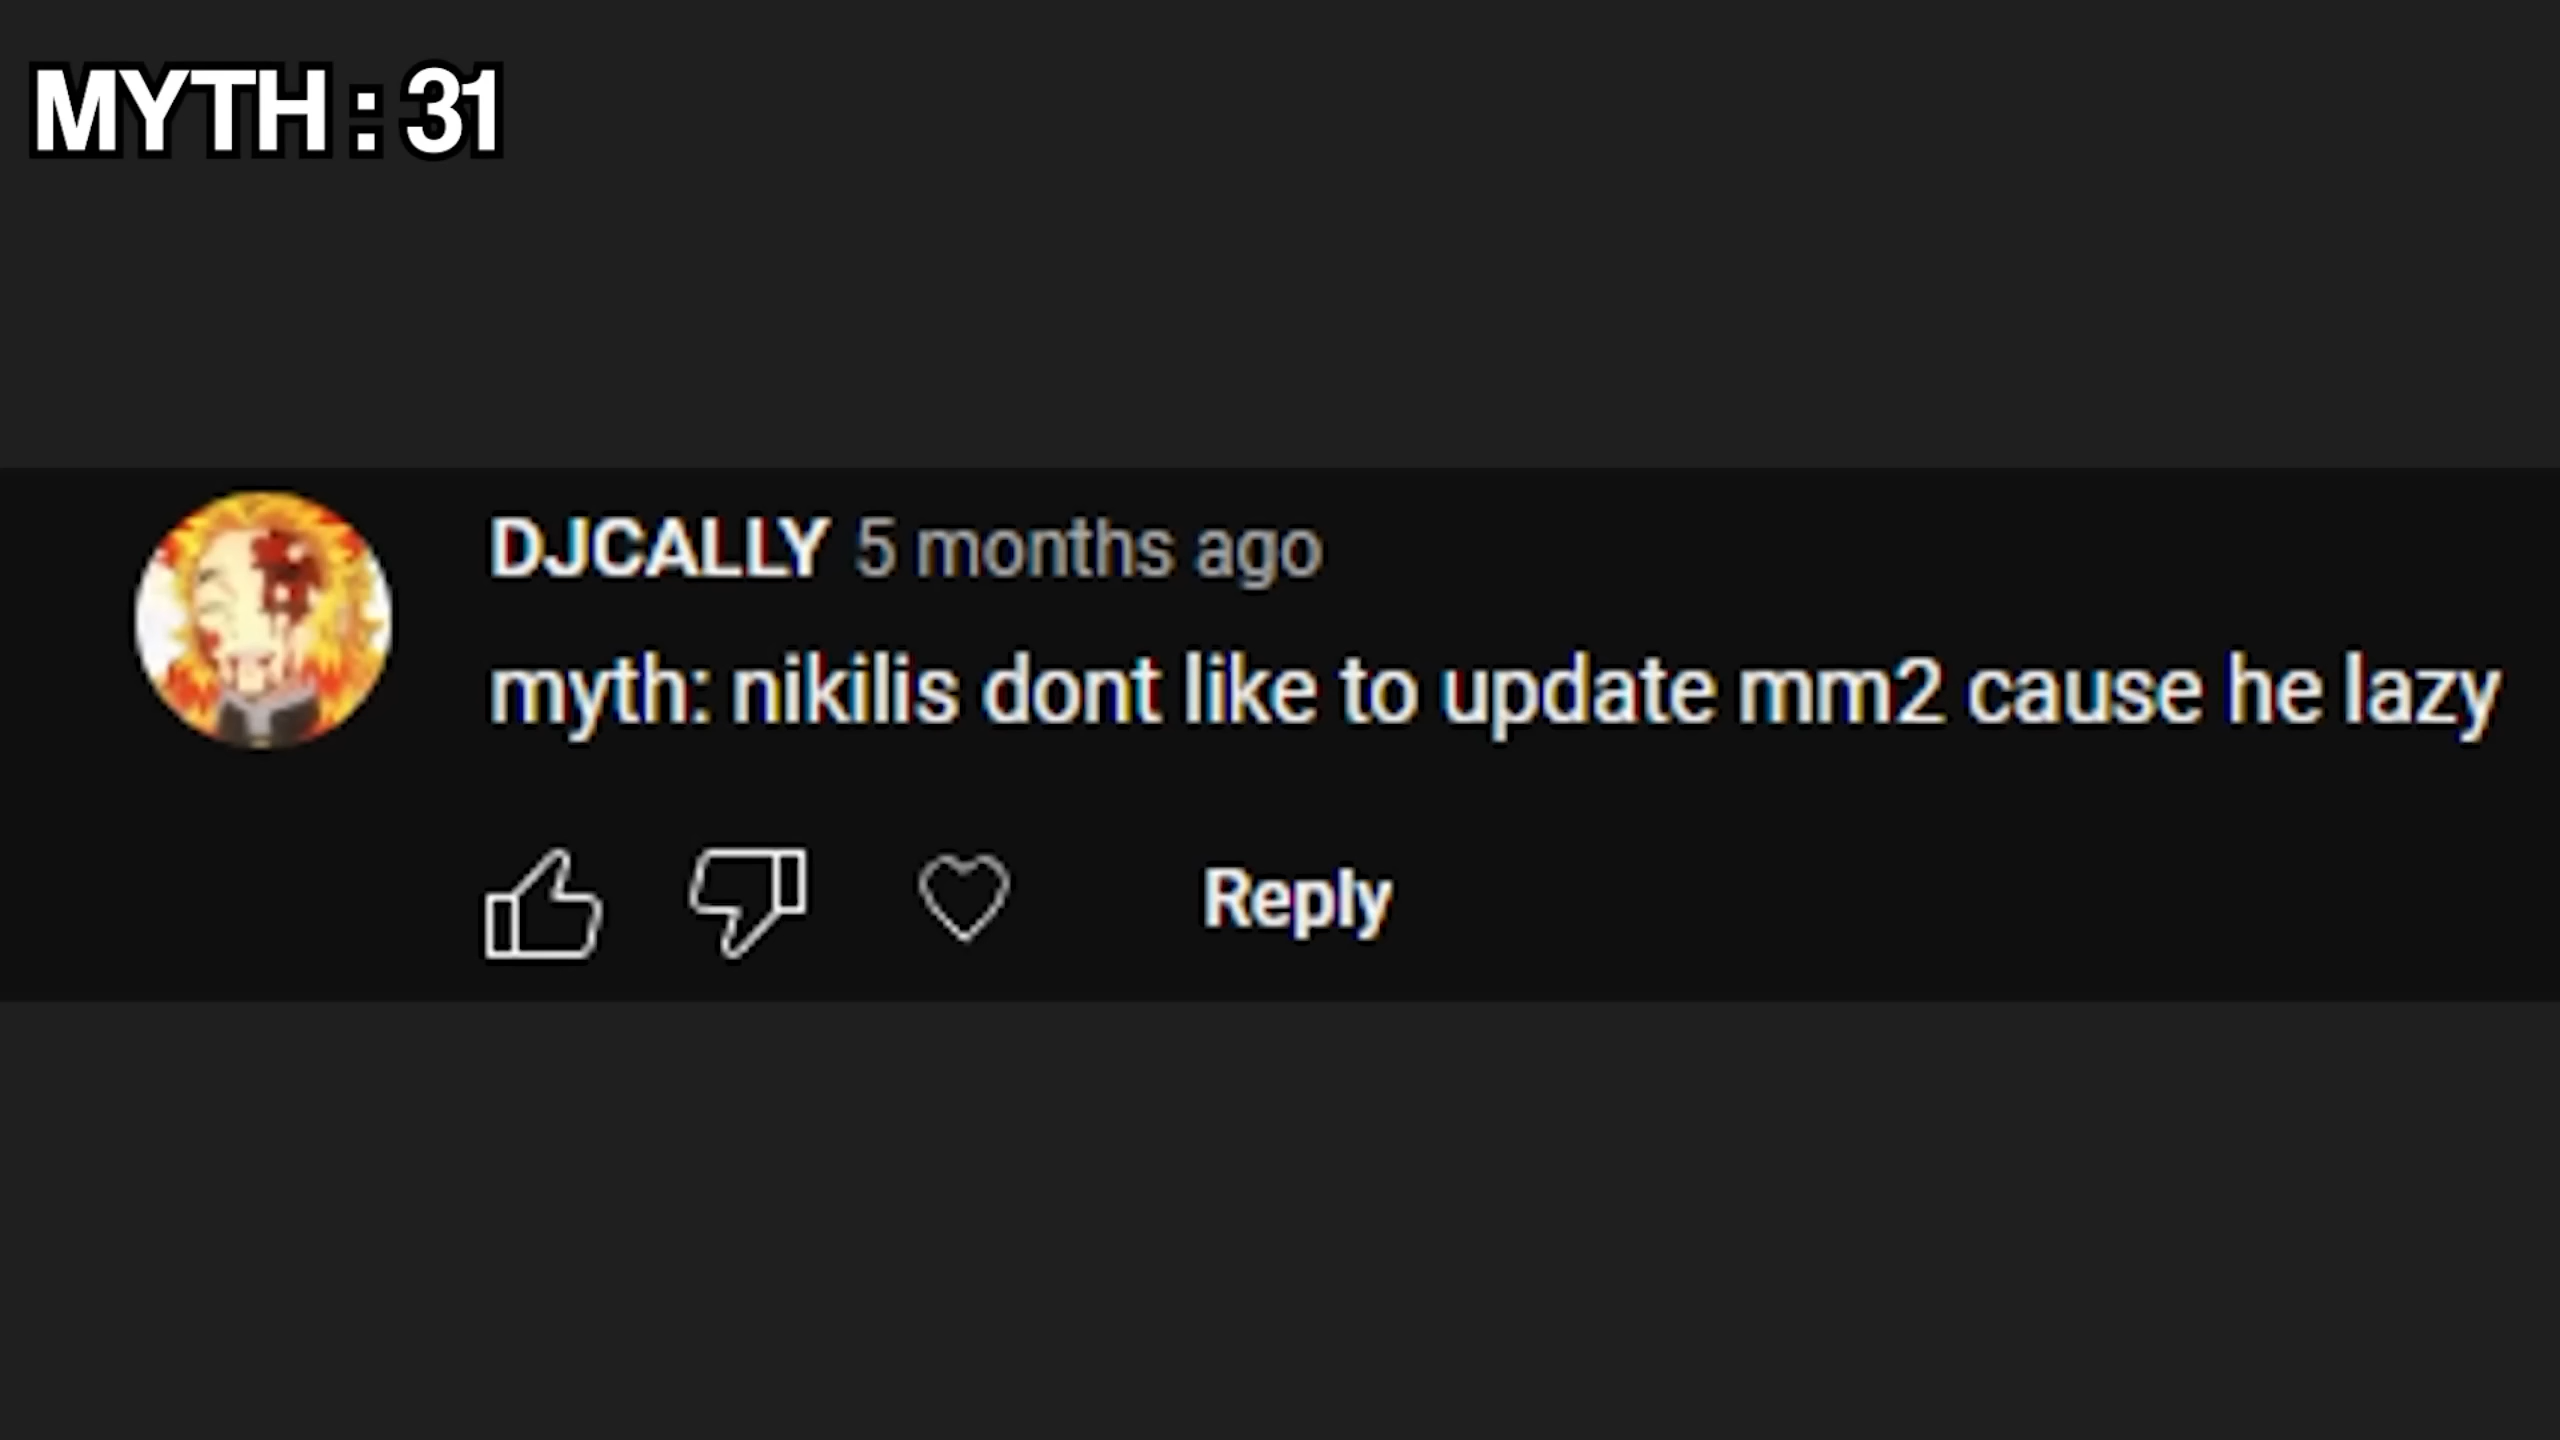 MYTH : 31
DJCALLY 5 months ago
myth: nikilis dont like to update mm2 cause he lazy
Reply